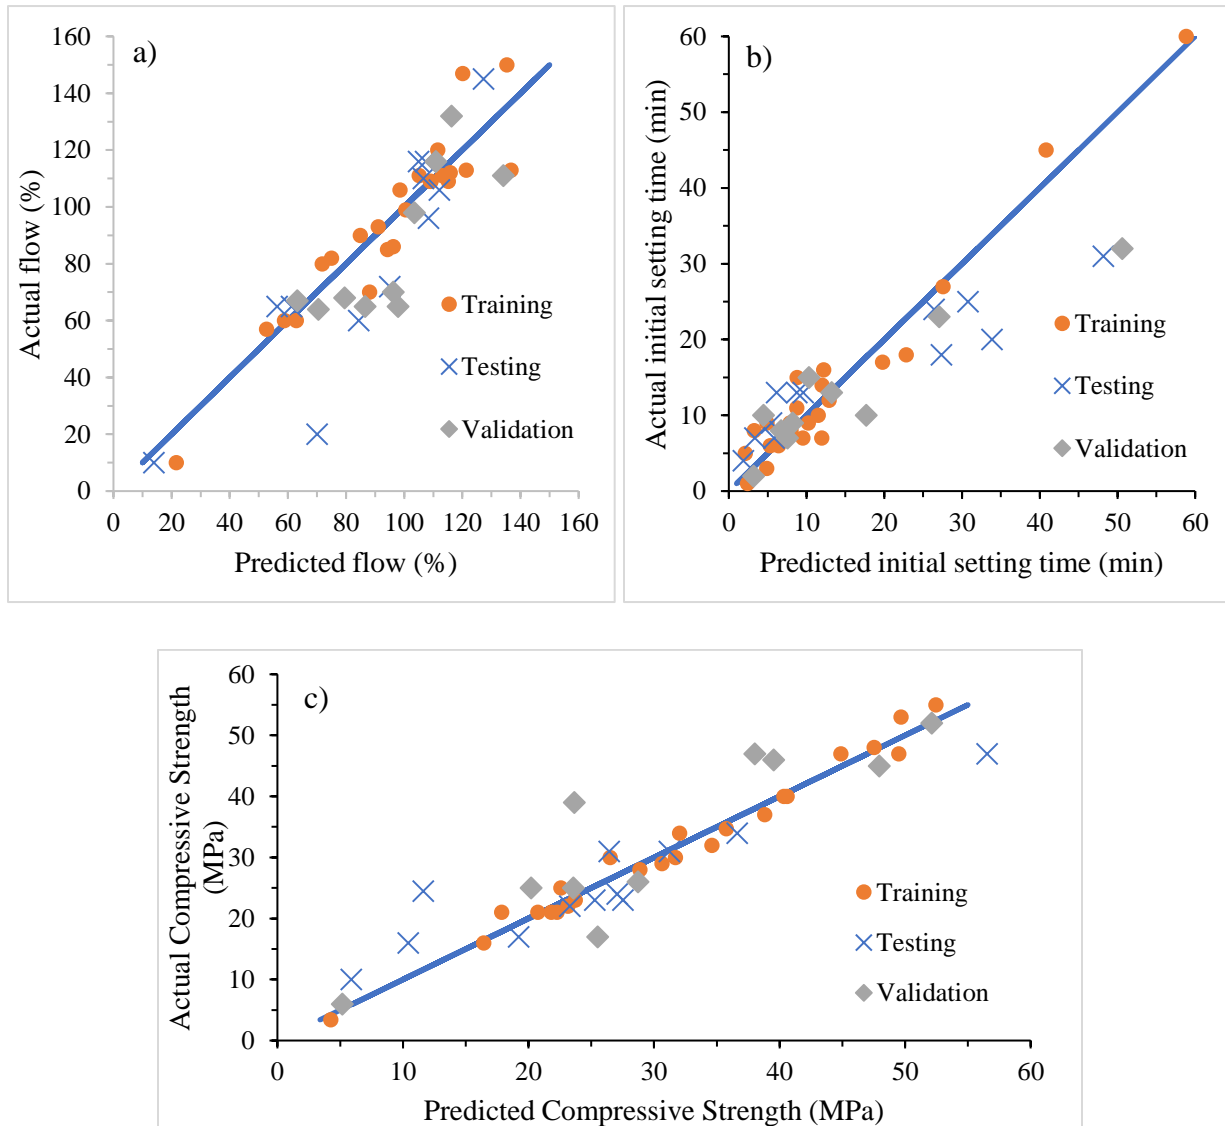 a)
160
140
120
100
80
60
40
20
0
Actual flow (%)
0 20 40 60 80 100 120 140 160
Predicted flow (%)
Training
Testing
Validation
b)
60
50
40
30
20
10
0
Actual initial setting time (min)
0 10 20 30 40 50 60
Predicted initial setting time (min)
Training
Testing
Validation
c)
60
50
40
30
20
10
0
Actual Compressive Strength
(MPa)
0 10 20 30 40 50 60
Predicted Compressive Strength (MPa)
Training
Testing
Validation